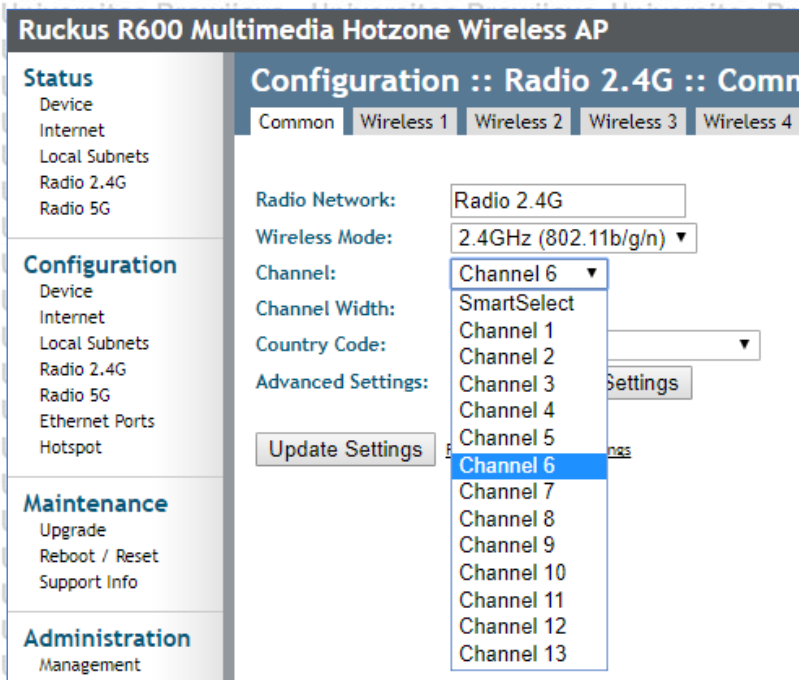 Ruckus R600 Multimedia Hotzone Wireless AP
Status
Device
Internet
Local Subnets
Radio 2.4G
Radio 5G
Configuration
Device
Internet
Local Subnets
Radio 2.4G
Radio 5G
Ethernet Ports
Hotspot
Maintenance
Upgrade
Reboot / Reset
Support Info
Administration
Management
Configuration :: Radio 2.4G :: Comm
Common Wireless 1 Wireless 2 Wireless 3 Wireless 4
Radio Network: Radio 2.4G
Wireless Mode: 2.4GHz (802.11b/g/n)
Channel: Channel 6
Channel Width:
Country Code:
Advanced Settings: Settings
Update Settings
SmartSelect
Channel 1
Channel 2
Channel 3
Channel 4
Channel 5
Channel 6
Channel 7
Channel 8
Channel 9
Channel 10
Channel 11
Channel 12
Channel 13